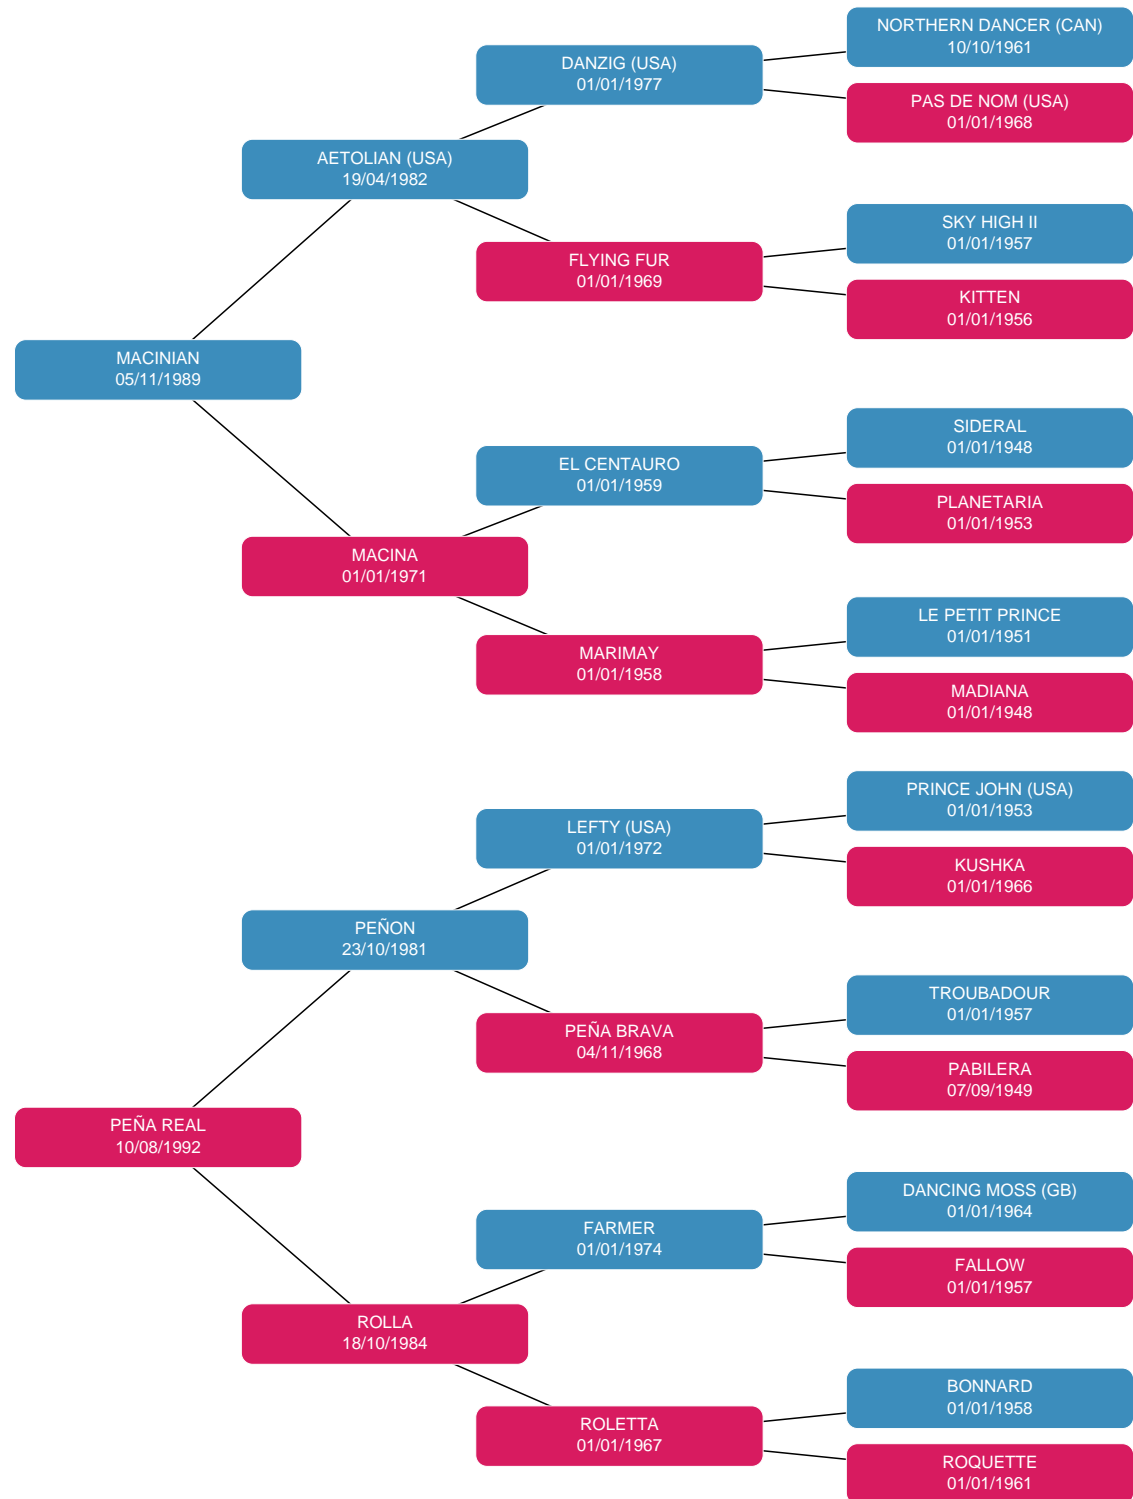 NORTHERN DANCER (CAN)
10/10/1961
DANZIG (USA)
01/01/1977
PAS DE NOM (USA)
01/01/1968
AETOLIAN (USA)
19/04/1982
SKY HIGH II
01/01/1957
FLYING FUR
01/01/1969
KITTEN
01/01/1956
MACINIAN
05/11/1989
SIDERAL
01/01/1948
EL CENTAURO
01/01/1959
PLANETARIA
01/01/1953
MACINA
01/01/1971
LE PETIT PRINCE
01/01/1951
MARIMAY
01/01/1958
MADIANA
01/01/1948
PRINCE JOHN (USA)
01/01/1953
LEFTY (USA)
01/01/1972
KUSHKA
01/01/1966
PEÑON
23/10/1981
TROUBADOUR
01/01/1957
PEÑA BRAVA
04/11/1968
PABILERA
07/09/1949
PEÑA REAL
10/08/1992
DANCING MOSS (GB)
01/01/1964
FARMER
01/01/1974
FALLOW
01/01/1957
ROLLA
18/10/1984
BONNARD
01/01/1958
ROLETTA
01/01/1967
ROQUETTE
01/01/1961